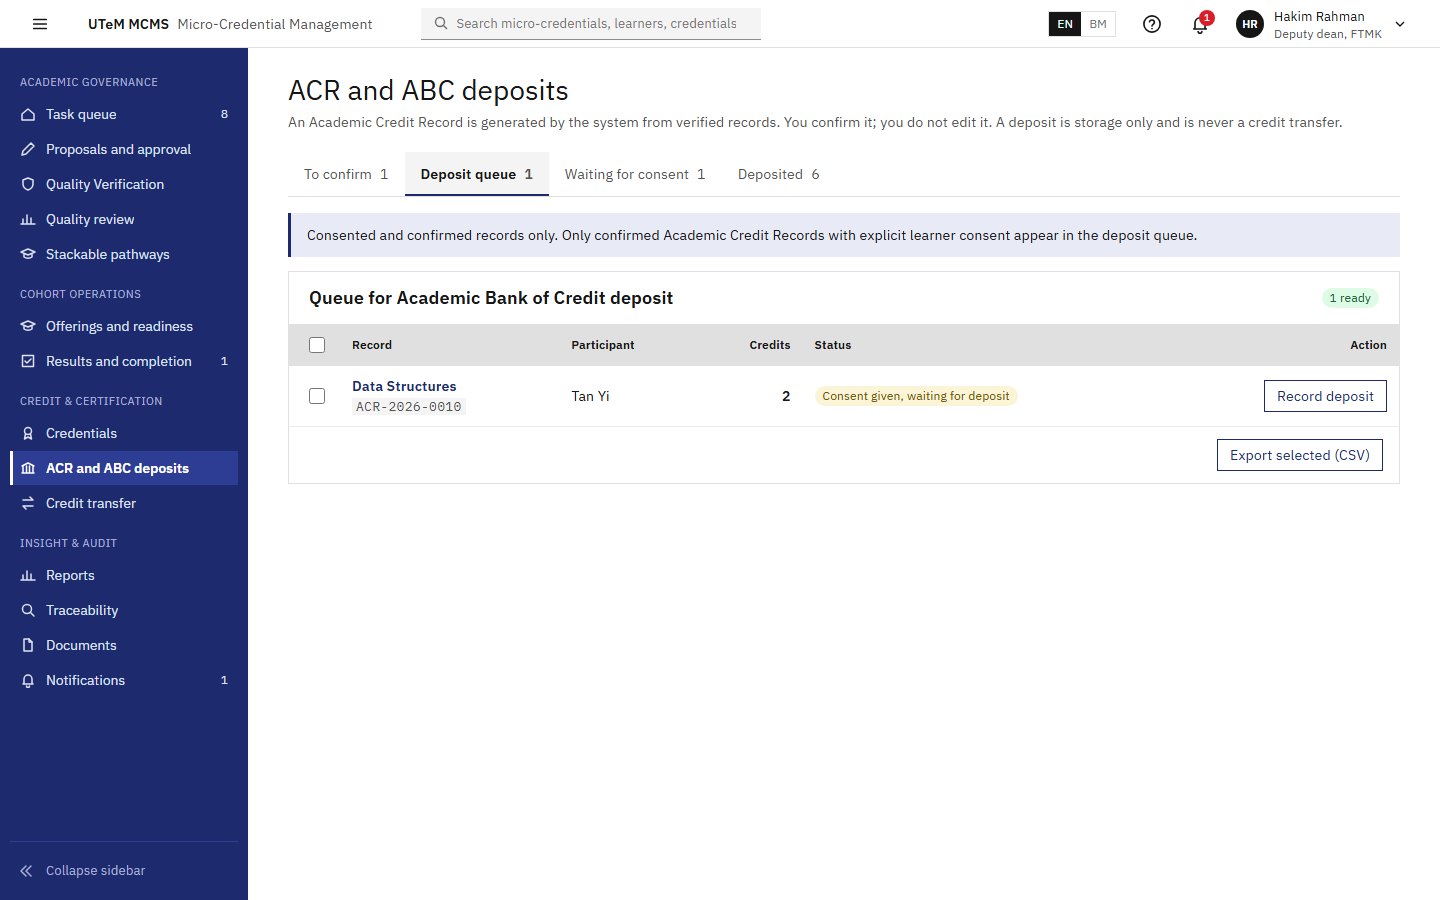 UTeM MCMS Micro-Credential Management
Search micro-credentials, learners, credentials
EN BM
1
HR
Hakim Rahman
Deputy dean, FTMK
ACADEMIC GOVERNANCE
Task queue 8
Proposals and approval
Quality Verification
Quality review
Stackable pathways
COHORT OPERATIONS
Offerings and readiness
Results and completion 1
CREDIT & CERTIFICATION
Credentials
ACR and ABC deposits
Credit transfer
INSIGHT & AUDIT
Reports
Traceability
Documents
Notifications 1
Collapse sidebar
ACR and ABC deposits
An Academic Credit Record is generated by the system from verified records. You confirm it; you do not edit it. A deposit is storage only and is never a credit transfer.
To confirm 1 Deposit queue 1 Waiting for consent 1 Deposited 6
Consented and confirmed records only. Only confirmed Academic Credit Records with explicit learner consent appear in the deposit queue.
Queue for Academic Bank of Credit deposit 1 ready
Record Participant Credits Status Action
Data Structures
ACR-2026-0010
Tan Yi 2 Consent given, waiting for deposit Record deposit
Export selected (CSV)